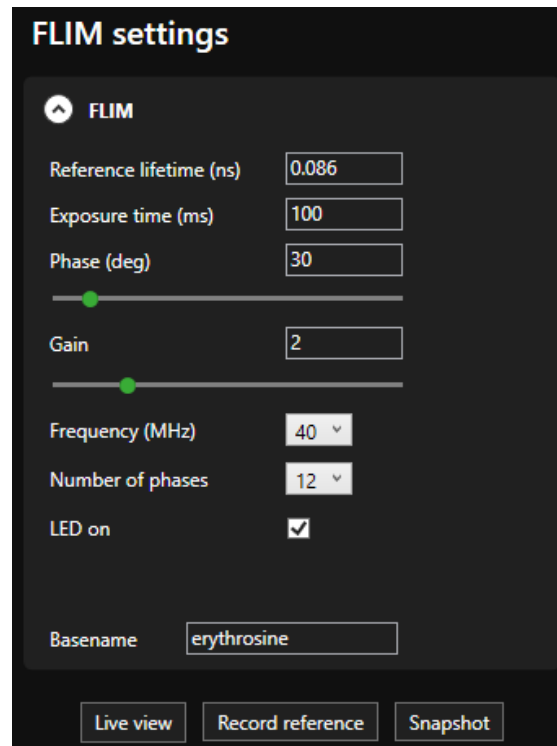 FLIM settings
FLIM
Reference lifetime (ns) 0.086
Exposure time (ms) 100
Phase (deg) 30
Gain 2
Frequency (MHz) 40
Number of phases 12
LED on
Basename erythrosine
Live view Record reference Snapshot